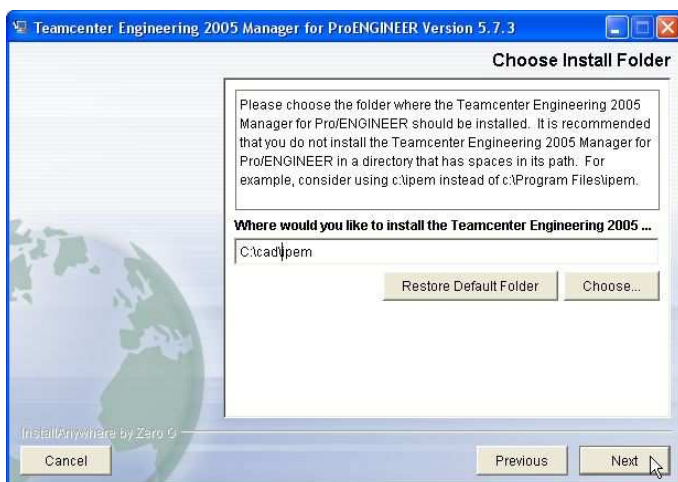 Teamcenter Engineering 2005 Manager for ProENGINEER Version 5.7.3
Choose Install Folder
Please choose the folder where the Teamcenter Engineering 2005
Manager for Pro/ENGINEER should be installed. It is recommended
that you do not install the Teamcenter Engineering 2005 Manager for
Pro/ENGINEER in a directory that has spaces in its path. For
example, consider using c:\ipem instead of c:\Program Files\ipem.
Where would you like to install the Teamcenter Engineering 2005 ...
C:\cad\ipem
Restore Default Folder
Choose...
InstallAnywhere by Zero G
Cancel
Previous
Next